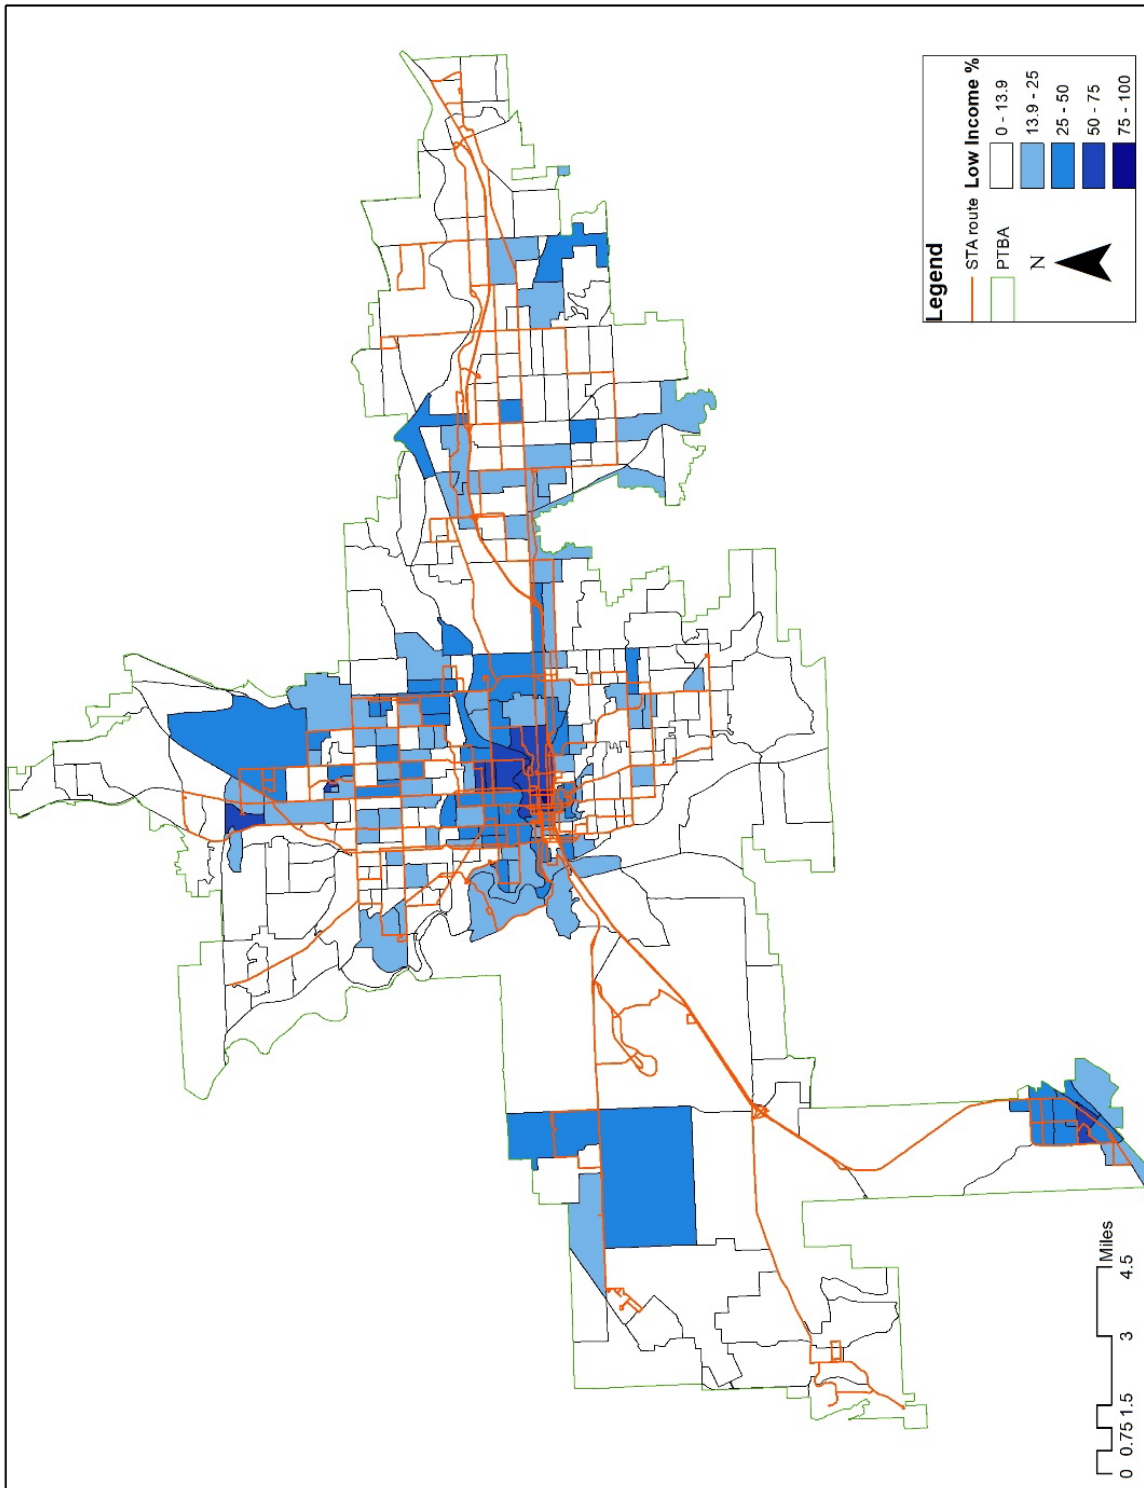 Legend
STA route
PTBA
N
Low Income %
0 - 13.9
13.9 - 25
25 - 50
50 - 75
75 - 100
Miles
0 0.75 1.5 3 4.5